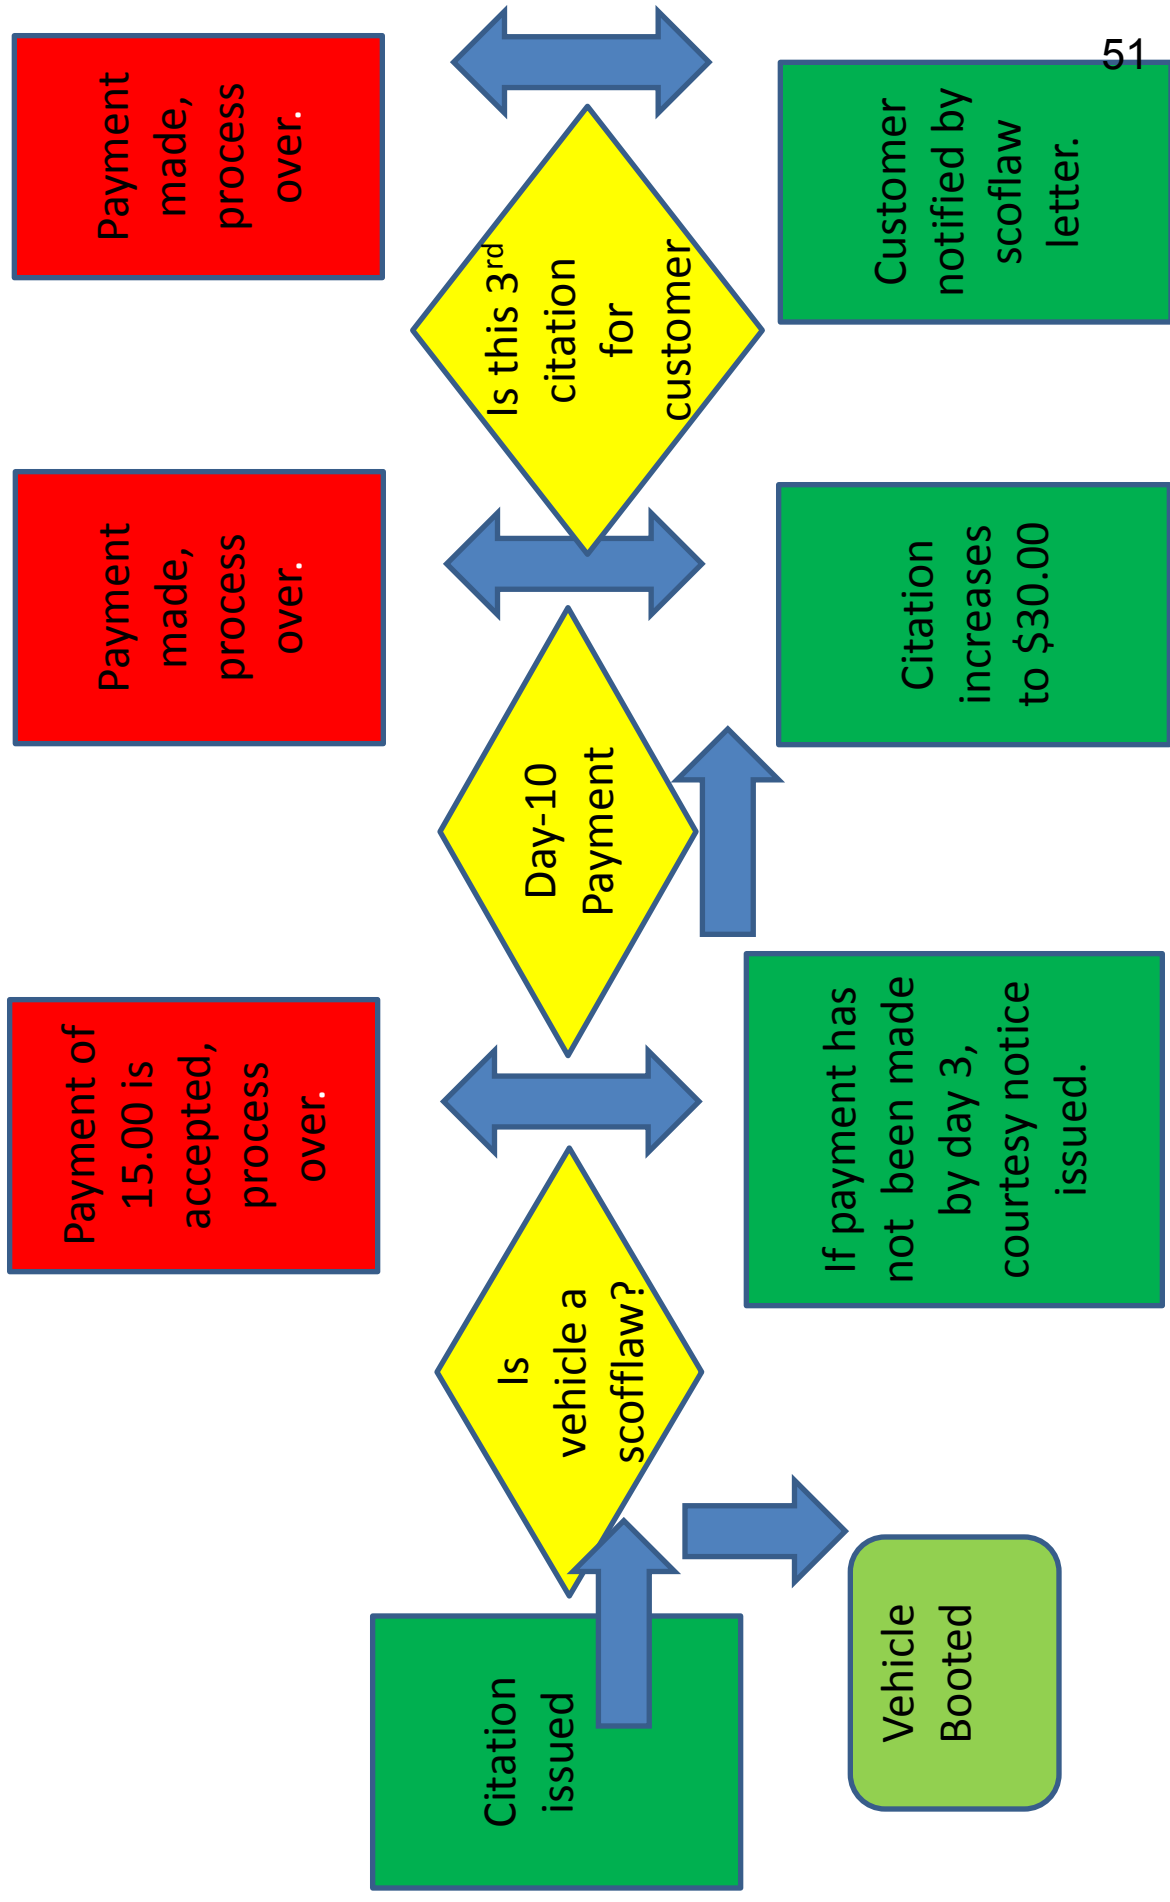 Citation
issued
Is
vehicle a
scofflaw?
Vehicle
Booted
Payment of
15.00 is
accepted,
process
over.
If payment has
not been made
by day 3,
courtesy notice
issued.
Day-10
Payment
Payment
made,
process
over.
Citation
increases
to $30.00
Is this 3rd
citation
for
customer
Payment
made,
process
over.
Customer
notified by
scoflaw
letter.
51